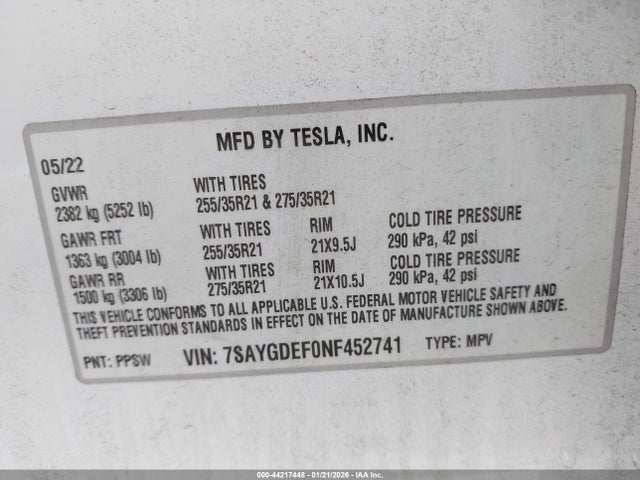 MFD BY TESLA, INC.
05/22
GVWR WITH TIRES
2382 kg (5252 lb) 255/35R21 & 275/35R21
GAWR FRT WITH TIRES RIM COLD TIRE PRESSURE
1363 kg (3004 lb) 255/35R21 21X9.5J 290 kPa, 42 psi
GAWR RR WITH TIRES RIM COLD TIRE PRESSURE
1500 kg (3306 lb) 275/35R21 21X10.5J 290 kPa, 42 psi
THIS VEHICLE CONFORMS TO ALL APPLICABLE U.S. FEDERAL MOTOR VEHICLE SAFETY AND
THEFT PREVENTION STANDARDS IN EFFECT ON THE DATE OF MANUFACTURE SHOWN ABOVE.
PNT: PPSW VIN: 7SAYGDEF0NF452741 TYPE: MPV
000-44217448 - 01/21/2026 - IAA Inc.